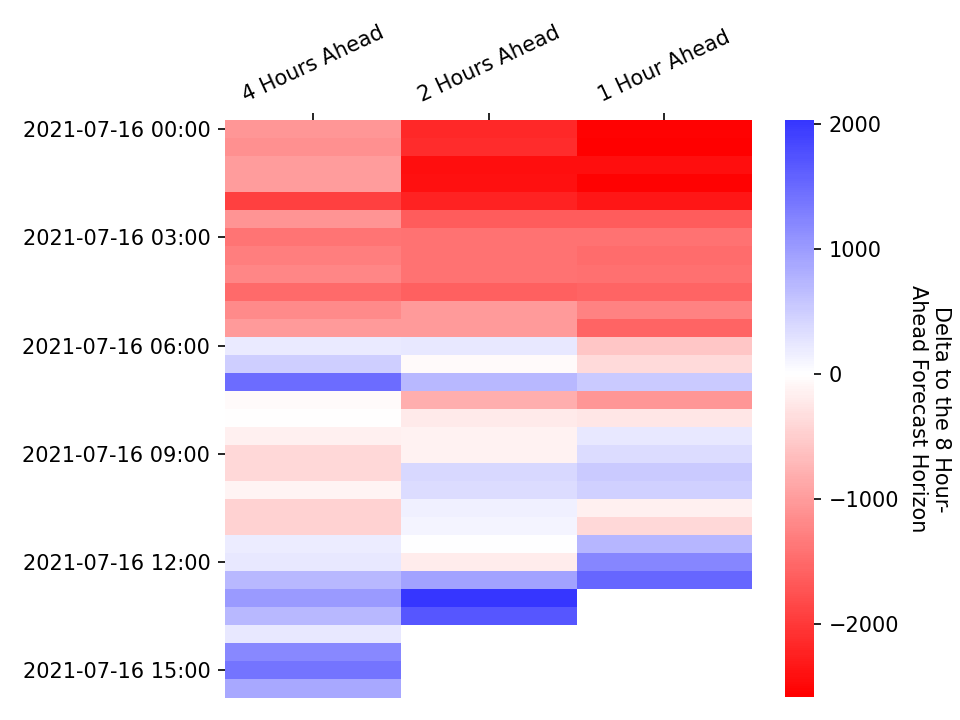 4 Hours Ahead
2 Hours Ahead
1 Hour Ahead
2021-07-16 00:00
2021-07-16 03:00
2021-07-16 06:00
2021-07-16 09:00
2021-07-16 12:00
2021-07-16 15:00
2000
1000
0
−1000
−2000
Delta to the 8 Hour-
Ahead Forecast Horizon